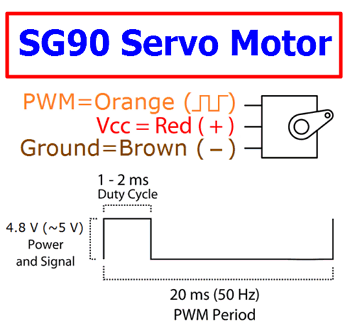 SG90 Servo Motor
PWM=Orange (⎍⎍)
Vcc=Red (+)
Ground=Brown (−)
1 - 2 ms
Duty Cycle
4.8 V (~5 V)
Power
and Signal
20 ms (50 Hz)
PWM Period